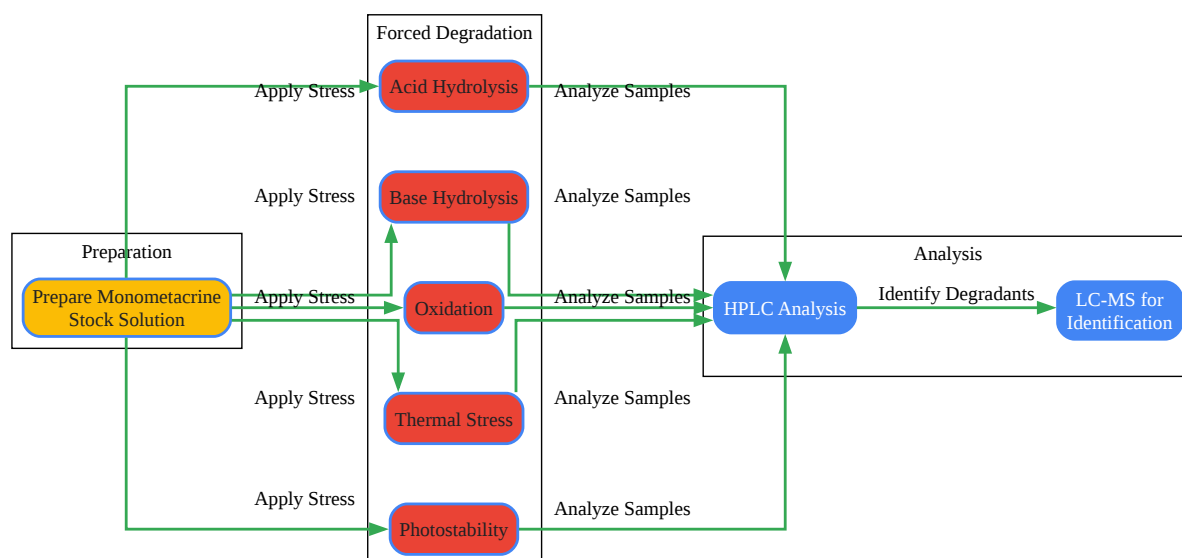 Forced Degradation
Apply Stress
Acid Hydrolysis
Analyze Samples
Apply Stress
Base Hydrolysis
Analyze Samples
Preparation
Analysis
Prepare Monometacrine
Stock Solution
Apply Stress
Oxidation
Analyze Samples
HPLC Analysis
Identify Degradants
LC-MS for
Identification
Apply Stress
Thermal Stress
Analyze Samples
Apply Stress
Photostability
Analyze Samples